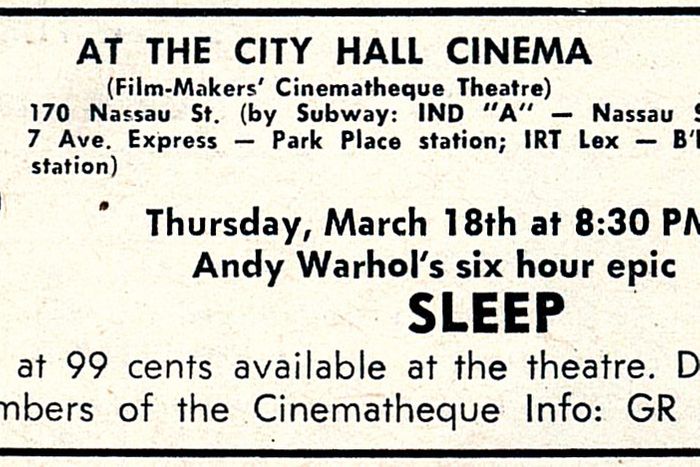 AT THE CITY HALL CINEMA
(Film-Makers' Cinematheque Theatre)
170 Nassau St. (by Subway: IND "A" — Nassau S
7 Ave. Express — Park Place station; IRT Lex — B'
station)
Thursday, March 18th at 8:30 PM
Andy Warhol's six hour epic
SLEEP
at 99 cents available at the theatre. D
mbers of the Cinematheque Info: GR